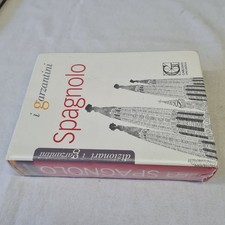 i garzantini
Spagnolo
G
dizionari i garzantini
SPAGNOLO